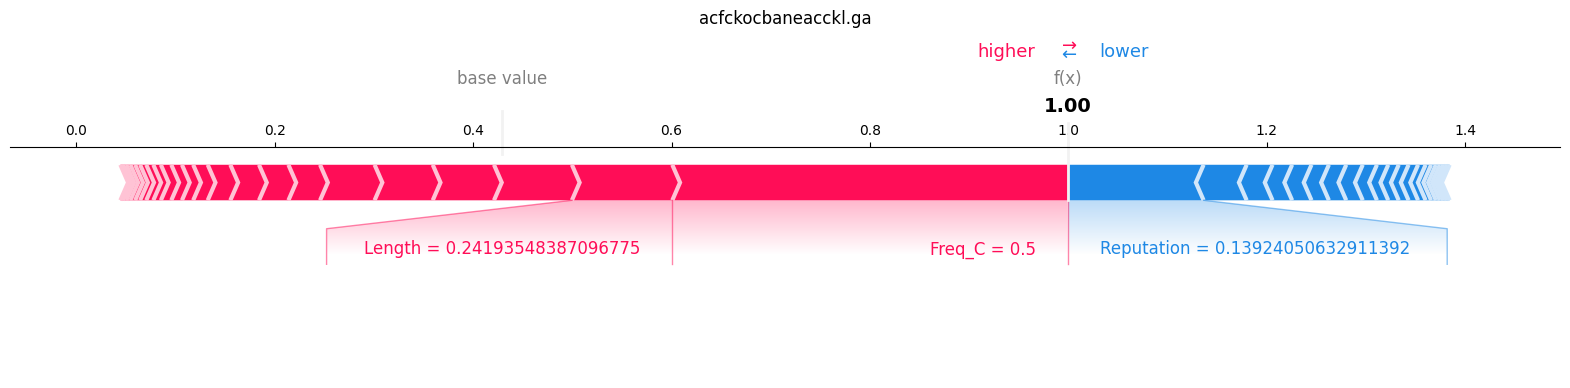 acfckocbaneacckl.ga
higher ⇄ lower
base value f(x)
1.00
0.0 0.2 0.4 0.6 0.8 1.0 1.2 1.4
Length = 0.24193548387096775 Freq_C = 0.5 Reputation = 0.13924050632911392